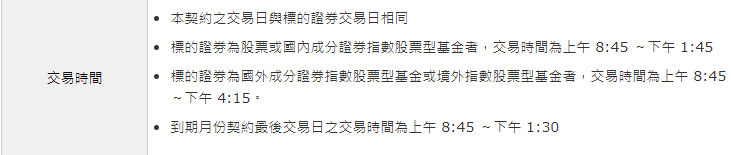 交易時間
本契約之交易日與標的證券交易日相同
標的證券為股票或國內成分證券指數股票型基金者，交易時間為上午 8:45 ～下午 1:45
標的證券為國外成分證券指數股票型基金或境外指數股票型基金者，交易時間為上午 8:45
～下午 4:15。
到期月份契約最後交易日之交易時間為上午 8:45 ～下午 1:30